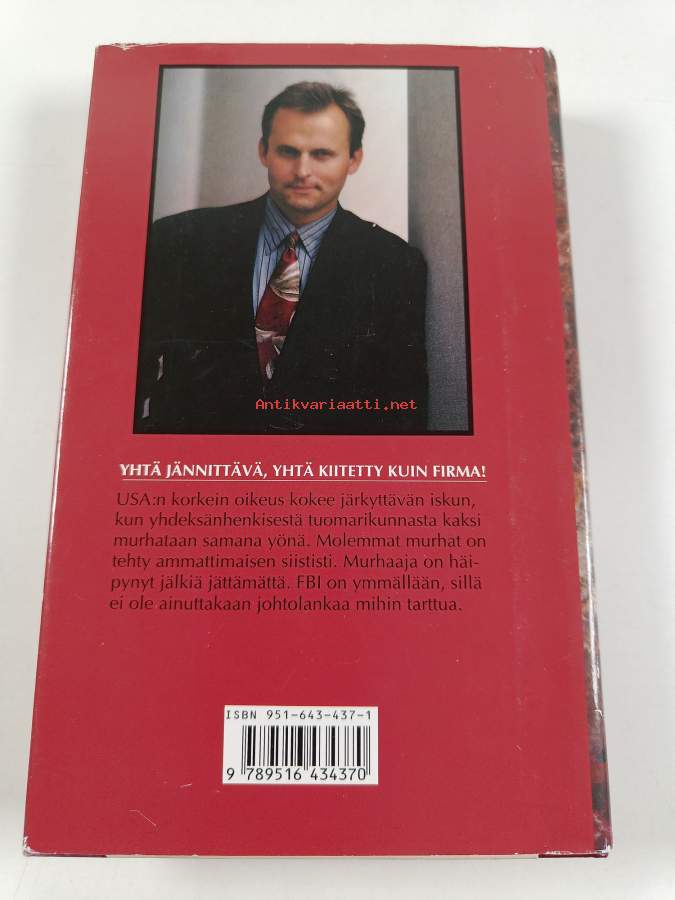 Antikvariaatti.net
YHTÄ JÄNNITTÄVÄ, YHTÄ KIITETTY KUIN FIRMA!
USA:n korkein oikeus kokee järkyttävän iskun,
kun yhdeksänhenkisestä tuomarikunnasta kaksi
murhataan samana yönä. Molemmat murhat on
tehty ammattimaisen siististi. Murhaaja on häi-
pynyt jälkiä jättämättä. FBI on ymmällään, sillä
ei ole ainuttakaan johtolankaa mihin tarttua.
ISBN 951-643-437-1
9 789516 434370